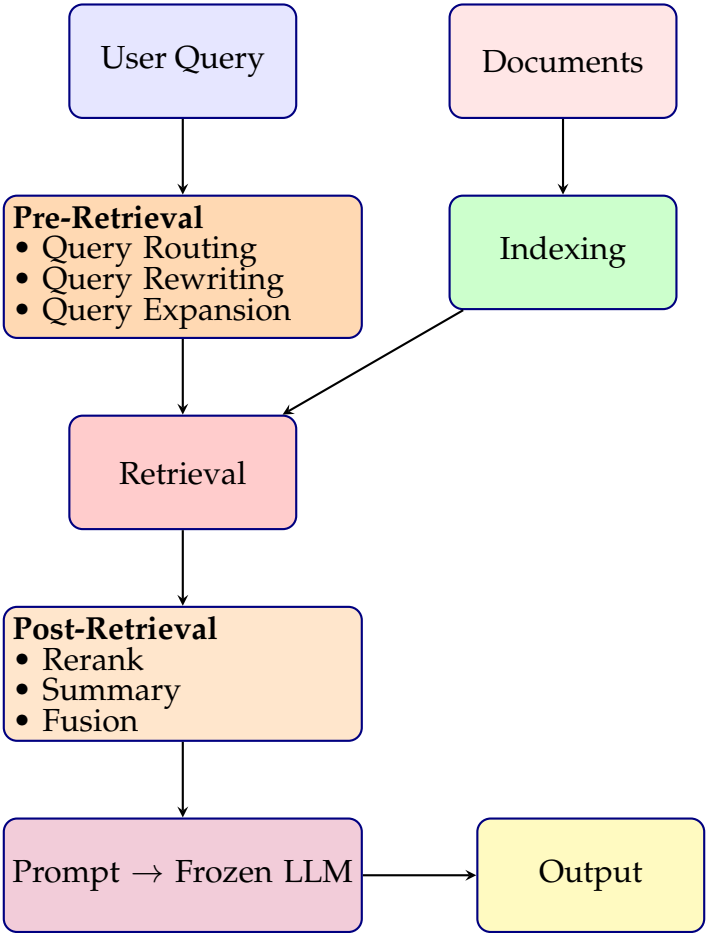 User Query
Documents
Pre-Retrieval
• Query Routing
• Query Rewriting
• Query Expansion
Indexing
Retrieval
Post-Retrieval
• Rerank
• Summary
• Fusion
Prompt → Frozen LLM
Output